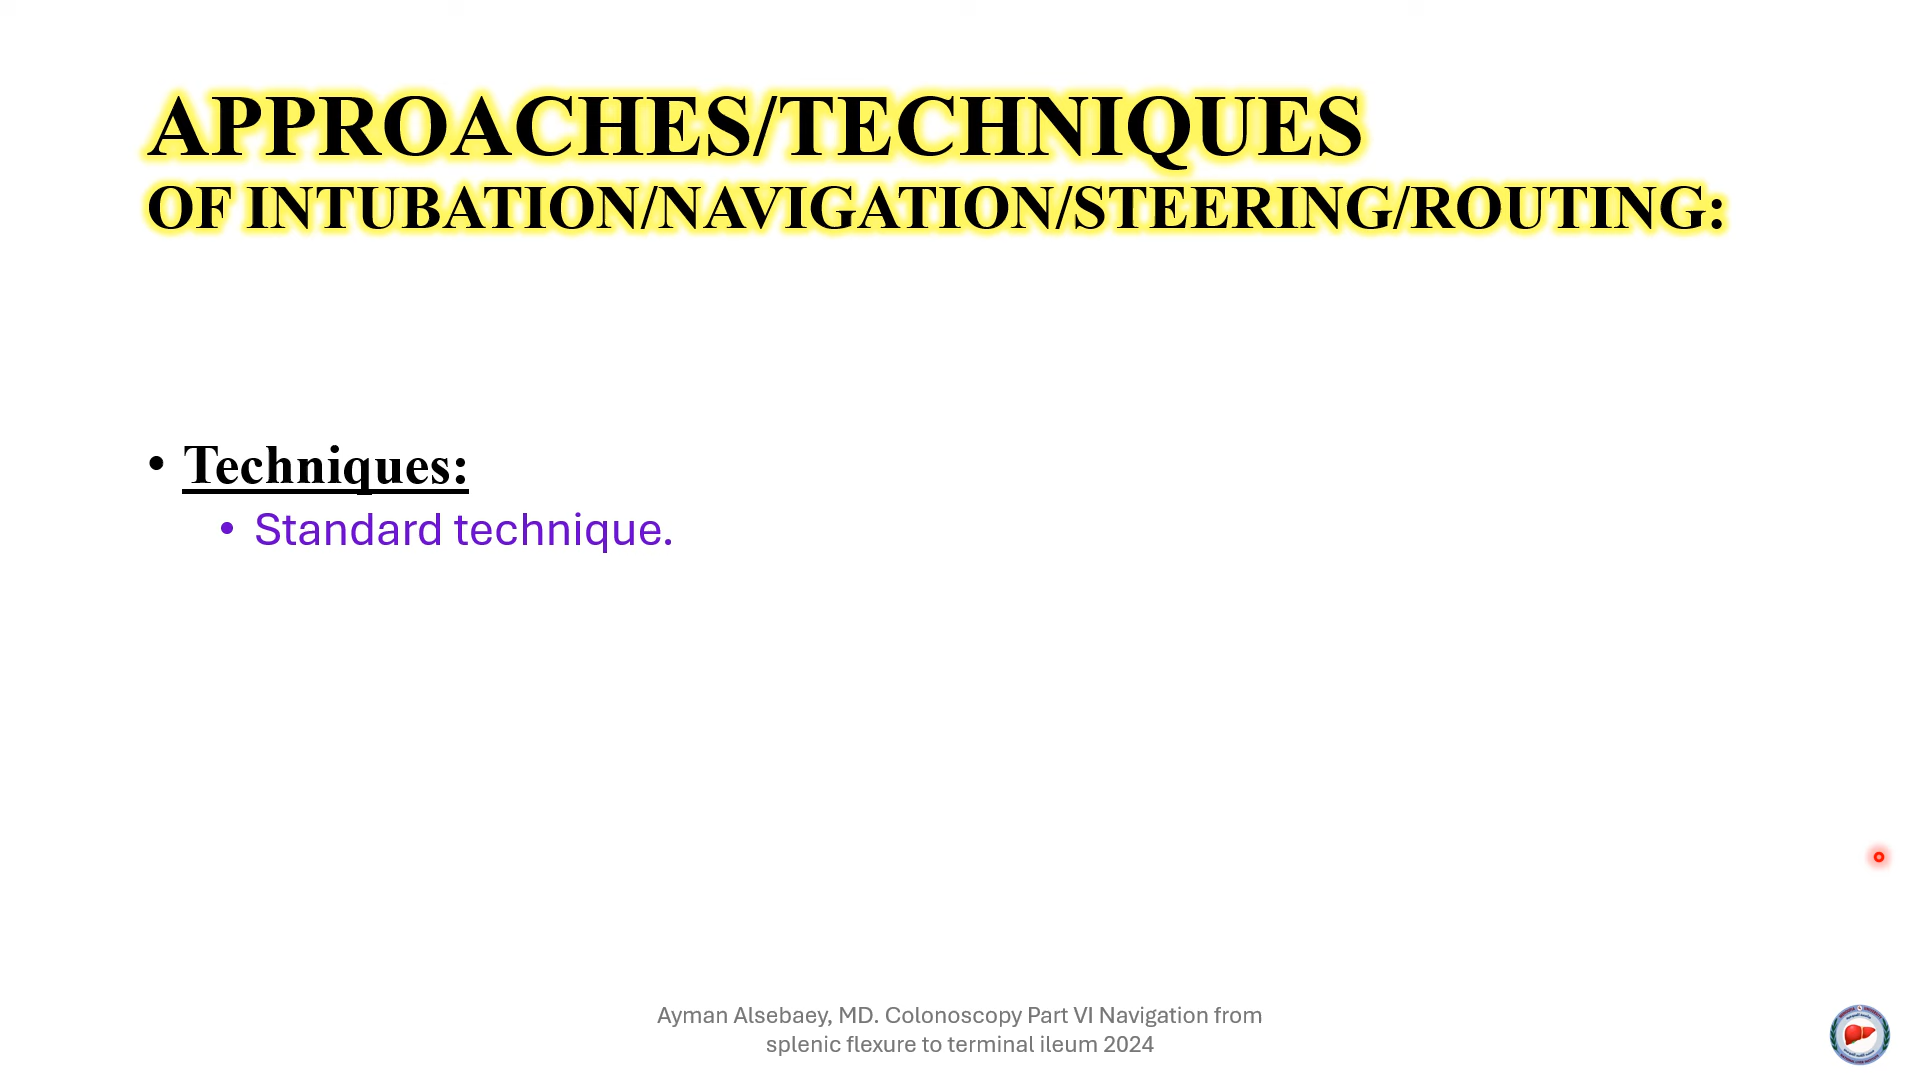 APPROACHES/TECHNIQUES
OF INTUBATION/NAVIGATION/STEERING/ROUTING:
• Techniques:
• Standard technique.
Ayman Alsebaey, MD. Colonoscopy Part VI Navigation from
splenic flexure to terminal ileum 2024